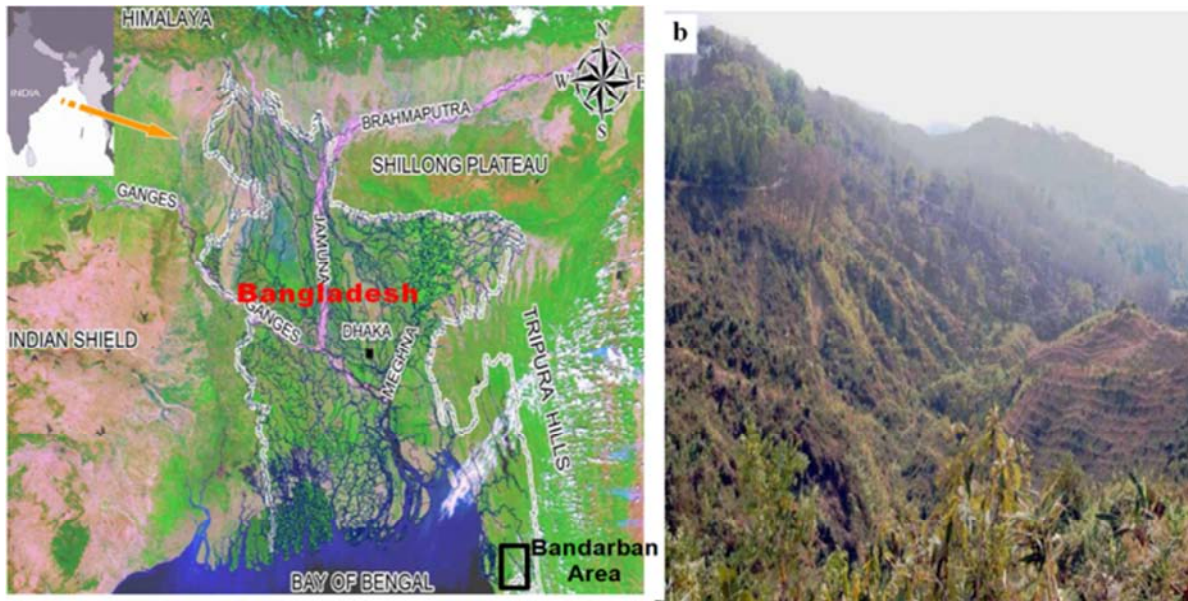 HIMALAYA
N
W
E
S
INDIA
BRAHMAPUTRA
SHILLONG PLATEAU
GANGES
JAMUNA
Bangladesh
GANGES
DHAKA
INDIAN SHIELD
MEGHNA
TRIPURA HILLS
Bandarban
Area
BAY OF BENGAL
b